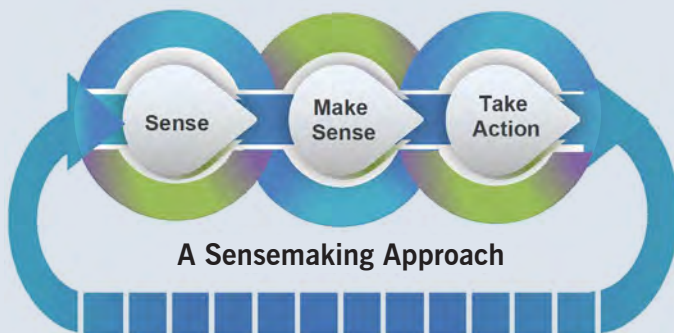 Sense
Make
Sense
Take
Action
A Sensemaking Approach